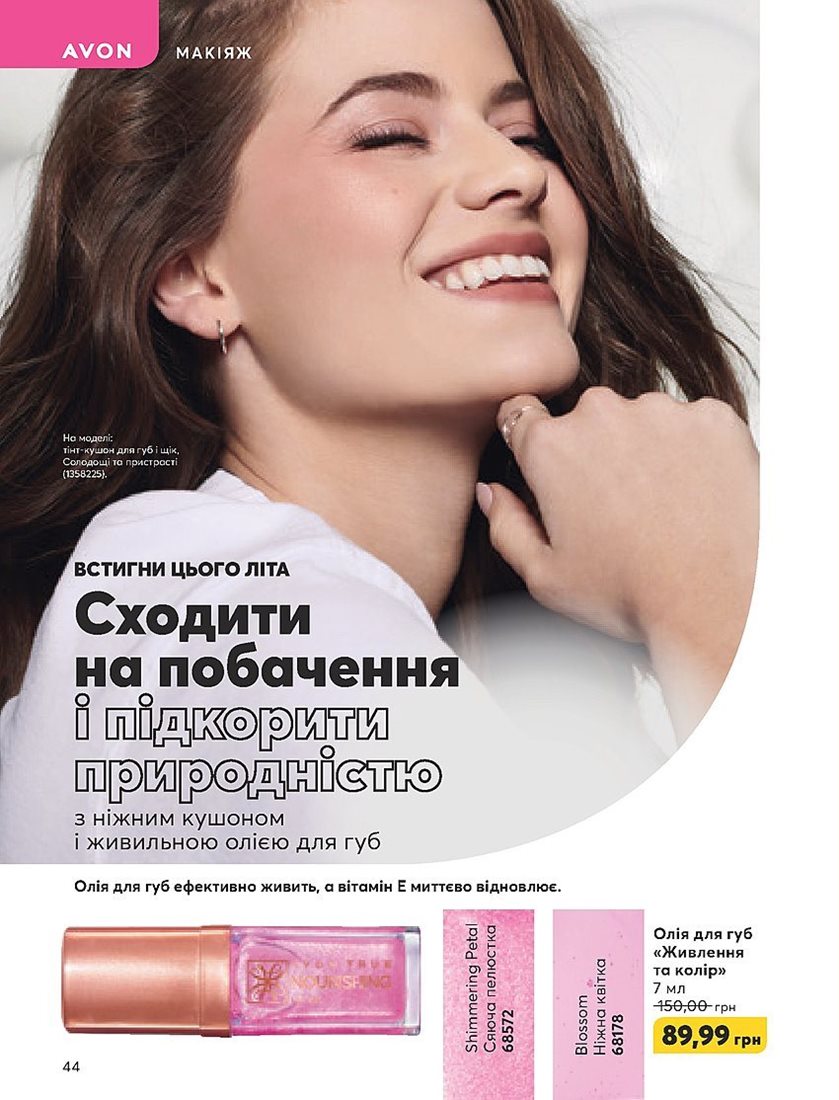 AVON
МАКІЯЖ
На моделі:
тінт-кушон для губ і щік,
Солодощі та пристрасті
(1358225).
ВСТИГНИ ЦЬОГО ЛІТА
Сходити
на побачення
і підкорити
природністю
з ніжним кушоном
і живильною олією для губ
Олія для губ ефективно живить, а вітамін Е миттєво відновлює.
AVON TRUE
NOURISHING
Shimmering Petal
Сяюча пелюстка
68572
Blossom
Ніжна квітка
68178
Олія для губ
«Живлення
та колір»
7 мл
150,00 грн
89,99 грн
44